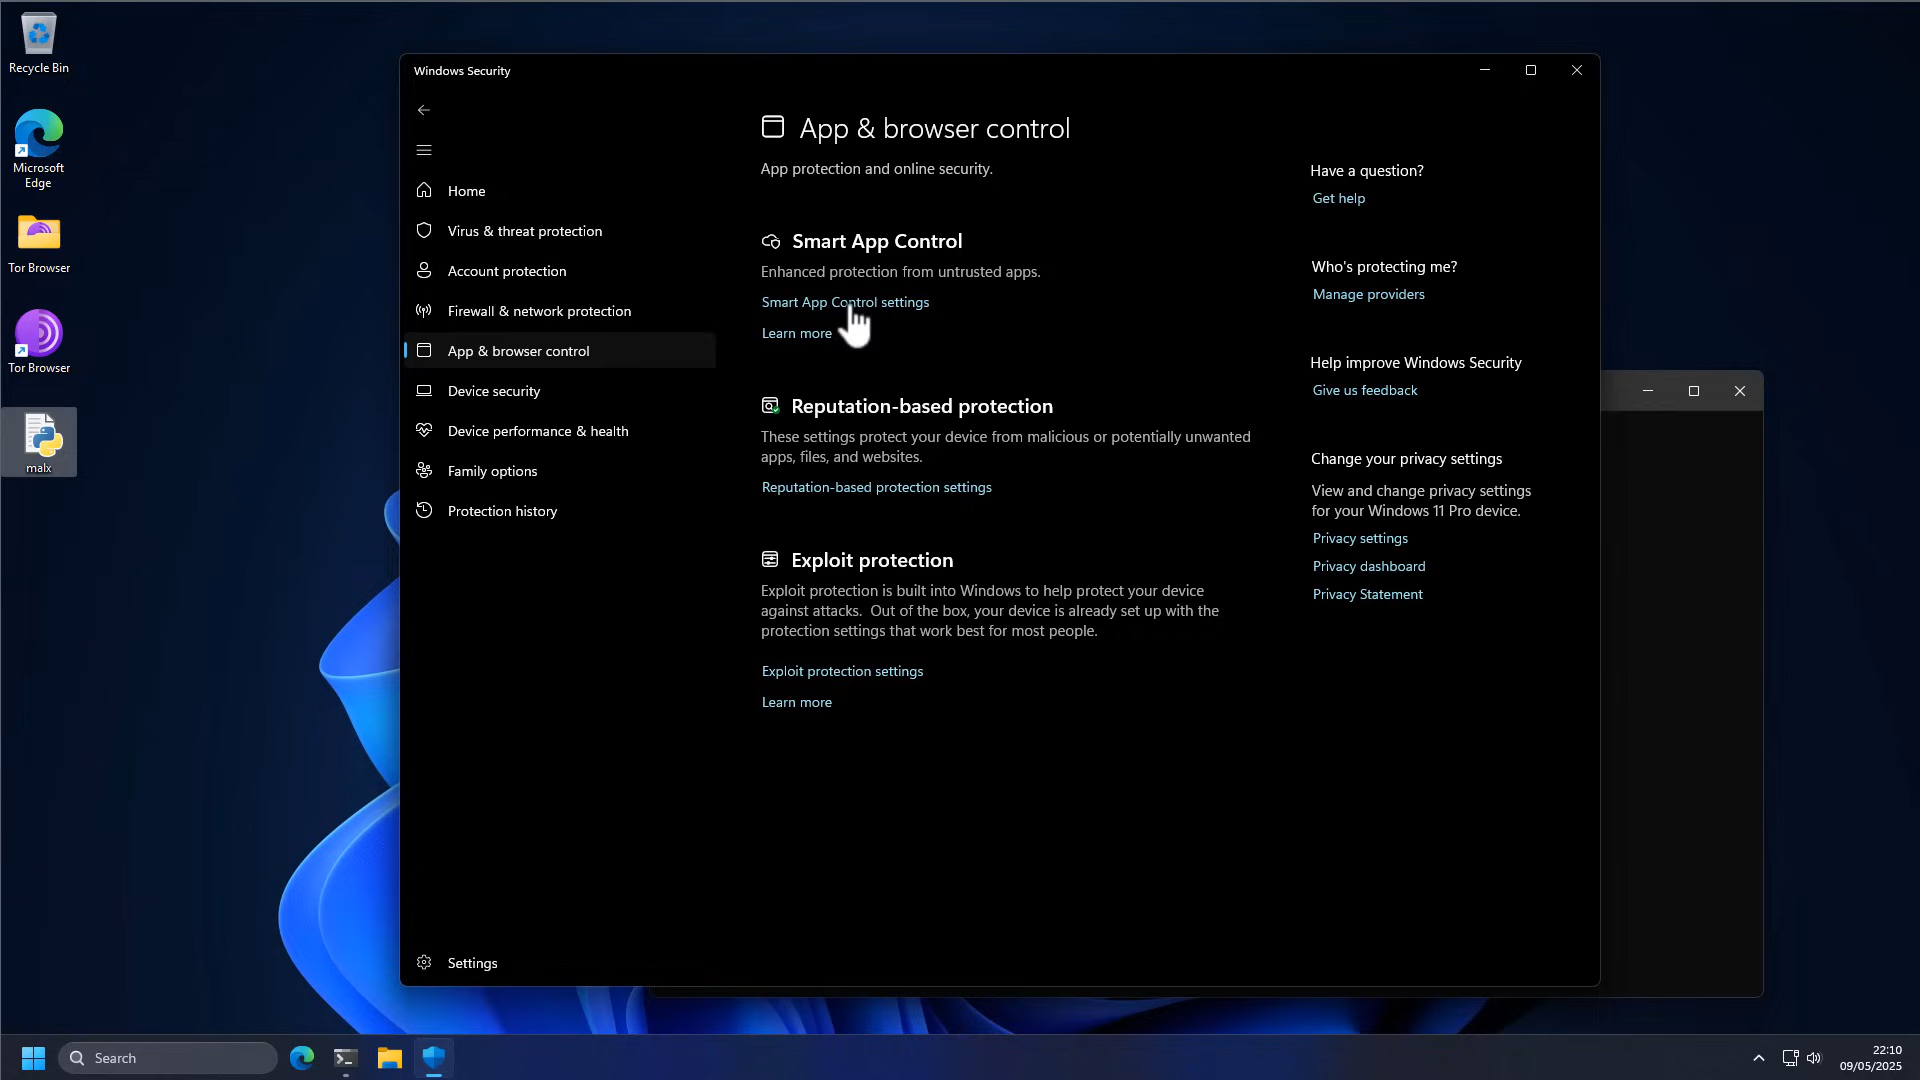 Recycle Bin
Microsoft
Edge
Tor Browser
Tor Browser
malx
Windows Security
Home
Virus & threat protection
Account protection
Firewall & network protection
App & browser control
Device security
Device performance & health
Family options
Protection history
Settings
App & browser control
App protection and online security.
Smart App Control
Enhanced protection from untrusted apps.
Smart App Control settings
Learn more
Reputation-based protection
These settings protect your device from malicious or potentially unwanted
apps, files, and websites.
Reputation-based protection settings
Exploit protection
Exploit protection is built into Windows to help protect your device
against attacks.  Out of the box, your device is already set up with the
protection settings that work best for most people.
Exploit protection settings
Learn more
Have a question?
Get help
Who's protecting me?
Manage providers
Help improve Windows Security
Give us feedback
Change your privacy settings
View and change privacy settings
for your Windows 11 Pro device.
Privacy settings
Privacy dashboard
Privacy Statement
Search
22:10
09/05/2025